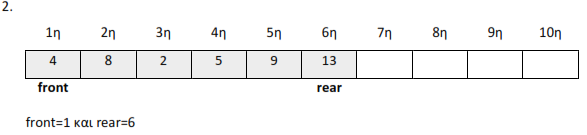 2.
1η 2η 3η 4η 5η 6η 7η 8η 9η 10η
4 8 2 5 9 13
front rear
front=1 και rear=6